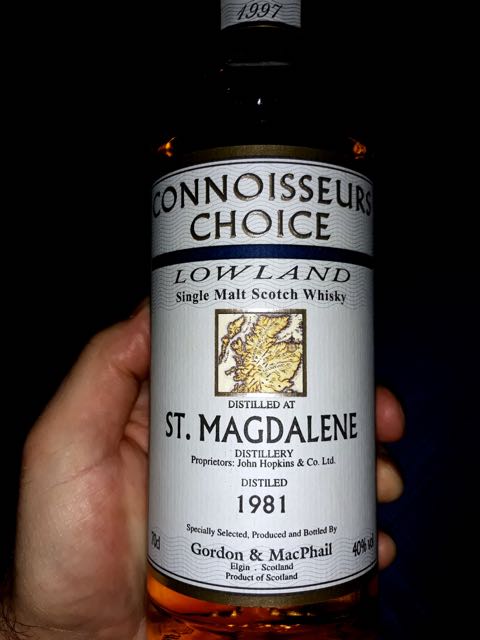 1997
CONNOISSEURS
CHOICE
LOWLAND
Single Malt Scotch Whisky
DISTILLED AT
ST. MAGDALENE
DISTILLERY
Proprietors: John Hopkins & Co. Ltd.
DISTILED
1981
Specially Selected, Produced and Bottled By
70cl
Gordon & MacPhail
40% vol
Elgin . Scotland
Product of Scotland